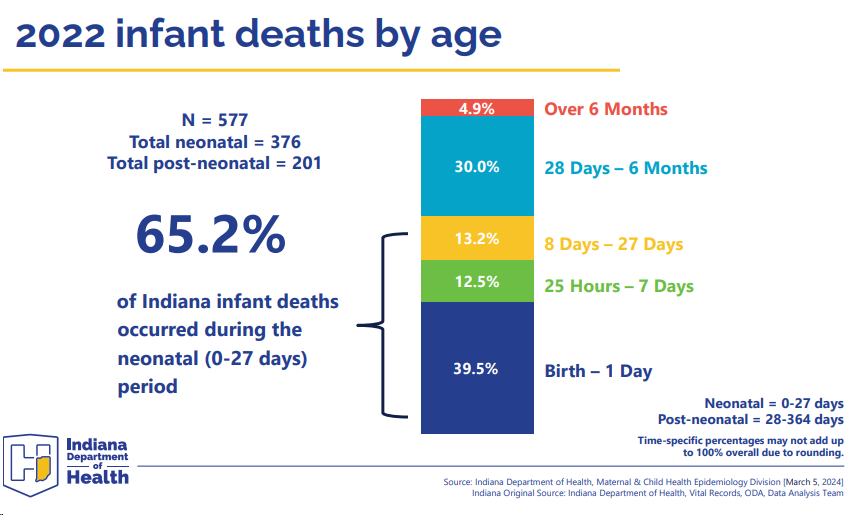 2022 infant deaths by age
N = 577
Total neonatal = 376
Total post-neonatal = 201
65.2%
of Indiana infant deaths
occurred during the
neonatal (0-27 days)
period
4.9%
Over 6 Months
30.0%
28 Days – 6 Months
13.2%
8 Days – 27 Days
12.5%
25 Hours – 7 Days
39.5%
Birth – 1 Day
Neonatal = 0-27 days
Post-neonatal = 28-364 days
Time-specific percentages may not add up
to 100% overall due to rounding.
Indiana
Department
of
Health
Source: Indiana Department of Health, Maternal & Child Health Epidemiology Division [March 5, 2024]
Indiana Original Source: Indiana Department of Health, Vital Records, ODA, Data Analysis Team